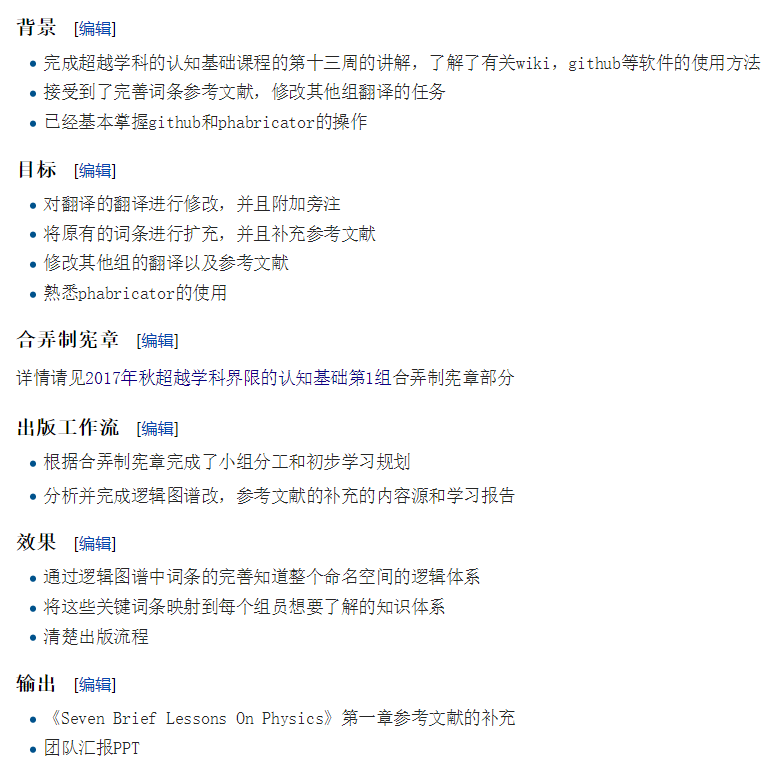 背景 [编辑]
完成超越学科的认知基础课程的第十三周的讲解，了解了有关wiki，github等软件的使用方法
接受到了完善词条参考文献，修改其他组翻译的任务
已经基本掌握github和phabricator的操作
目标 [编辑]
对翻译的翻译进行修改，并且附加旁注
将原有的词条进行扩充，并且补充参考文献
修改其他组的翻译以及参考文献
熟悉phabricator的使用
合弄制宪章 [编辑]
详情请见2017年秋超越学科界限的认知基础第1组合弄制宪章部分
出版工作流 [编辑]
根据合弄制宪章完成了小组分工和初步学习规划
分析并完成逻辑图谱改，参考文献的补充的内容源和学习报告
效果 [编辑]
通过逻辑图谱中词条的完善知道整个命名空间的逻辑体系
将这些关键词条映射到每个组员想要了解的知识体系
清楚出版流程
输出 [编辑]
《Seven Brief Lessons On Physics》第一章参考文献的补充
团队汇报PPT